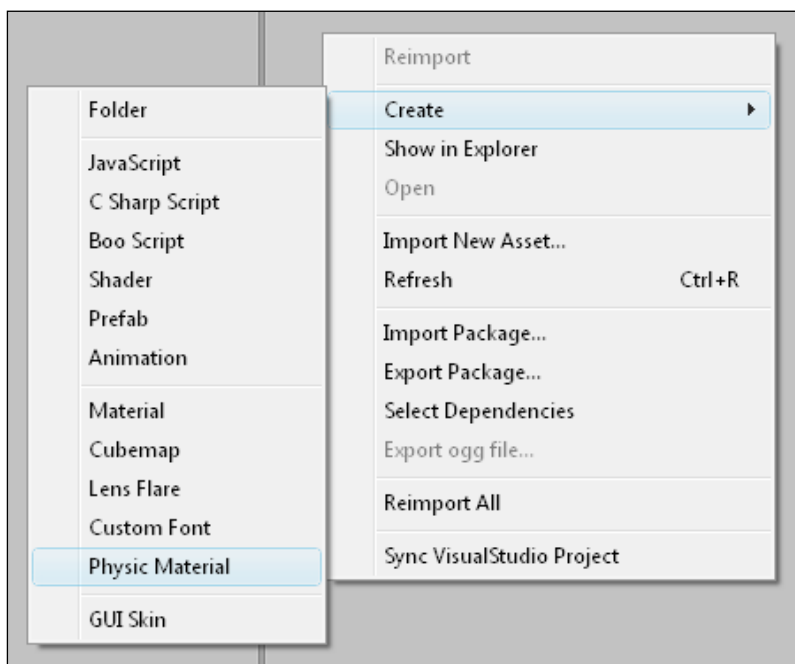 Reimport
Create
Show in Explorer
Open
Import New Asset...
Refresh Ctrl+R
Import Package...
Export Package...
Select Dependencies
Export ogg file...
Reimport All
Sync VisualStudio Project
Folder
JavaScript
C Sharp Script
Boo Script
Shader
Prefab
Animation
Material
Cubemap
Lens Flare
Custom Font
Physic Material
GUI Skin